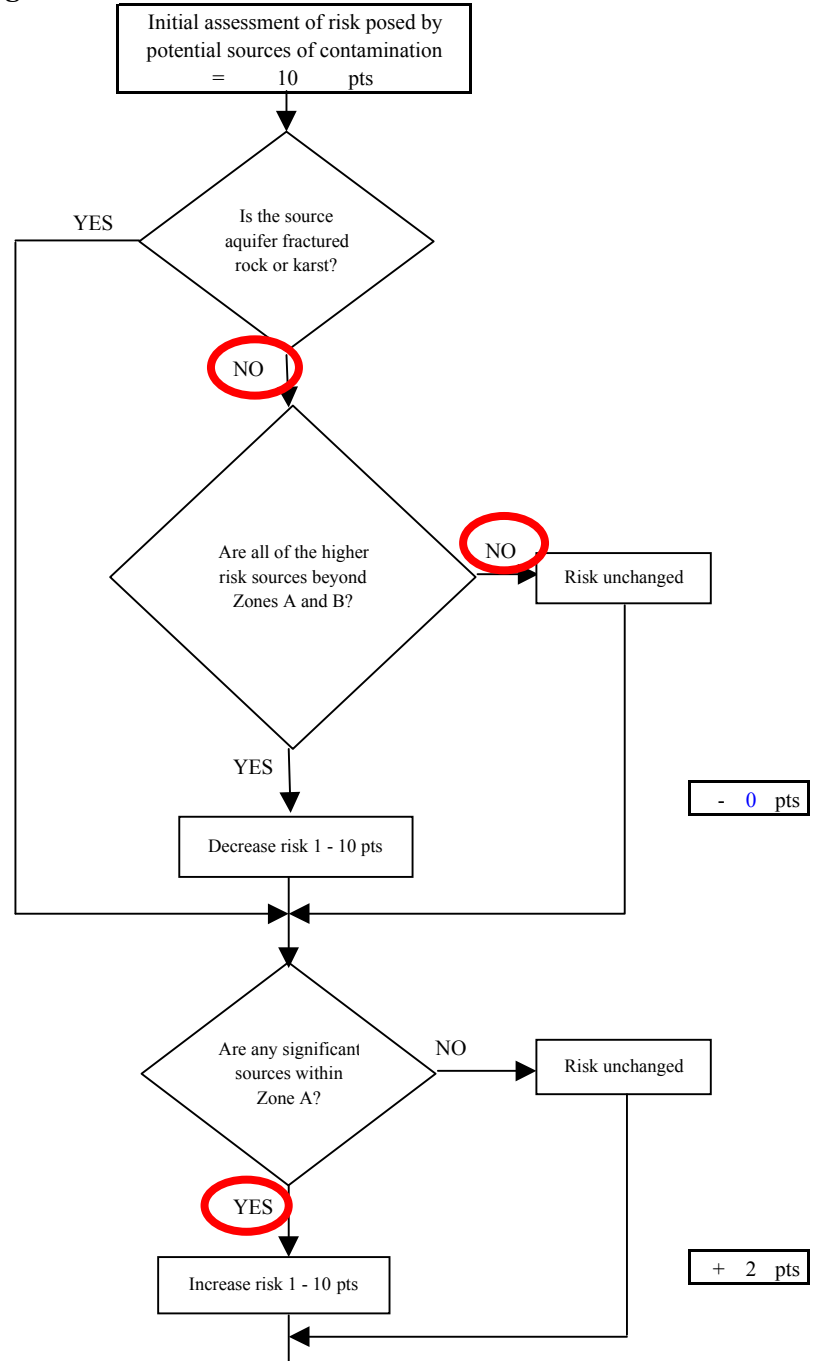 g
Initial assessment of risk posed by
potential sources of contamination
= 10 pts
Is the source
aquifer fractured
rock or karst?
YES
NO
Are all of the higher
risk sources beyond
Zones A and B?
NO
Risk unchanged
YES
- 0 pts
Decrease risk 1 - 10 pts
Are any significant
sources within
Zone A?
NO
Risk unchanged
YES
+ 2 pts
Increase risk 1 - 10 pts